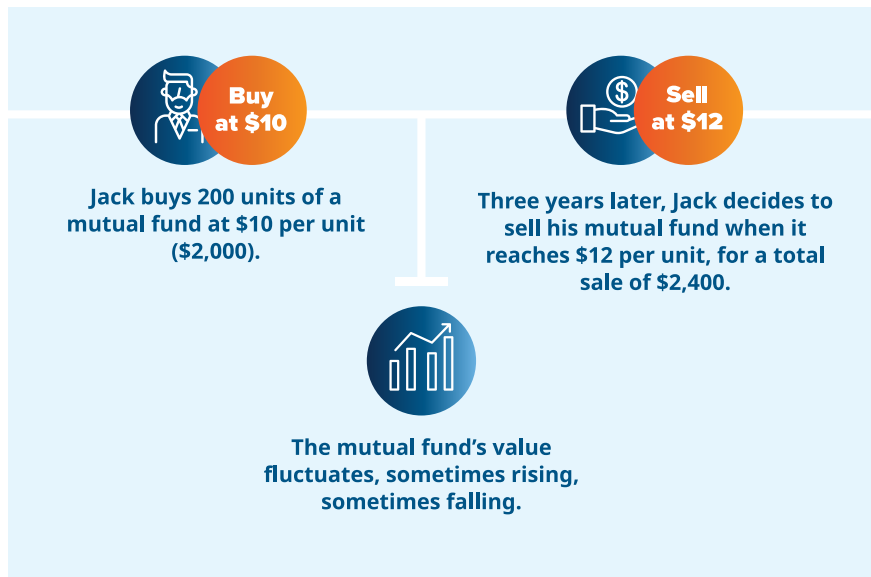 Buy
at $10
Jack buys 200 units of a
mutual fund at $10 per unit
($2,000).
$
Sell
at $12
Three years later, Jack decides to
sell his mutual fund when it
reaches $12 per unit, for a total
sale of $2,400.
The mutual fund’s value
fluctuates, sometimes rising,
sometimes falling.